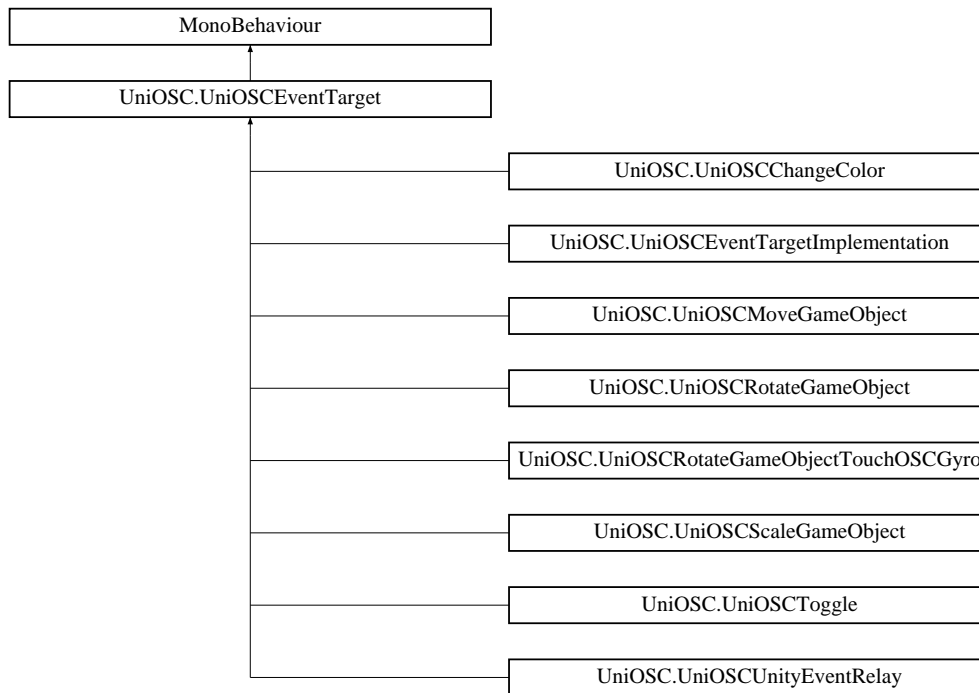 MonoBehaviour
UniOSC.UniOSCEventTarget
UniOSC.UniOSCChangeColor
UniOSC.UniOSCEventTargetImplementation
UniOSC.UniOSCMoveGameObject
UniOSC.UniOSCRotateGameObject
UniOSC.UniOSCRotateGameObjectTouchOSCGyro
UniOSC.UniOSCScaleGameObject
UniOSC.UniOSCToggle
UniOSC.UniOSCUnityEventRelay